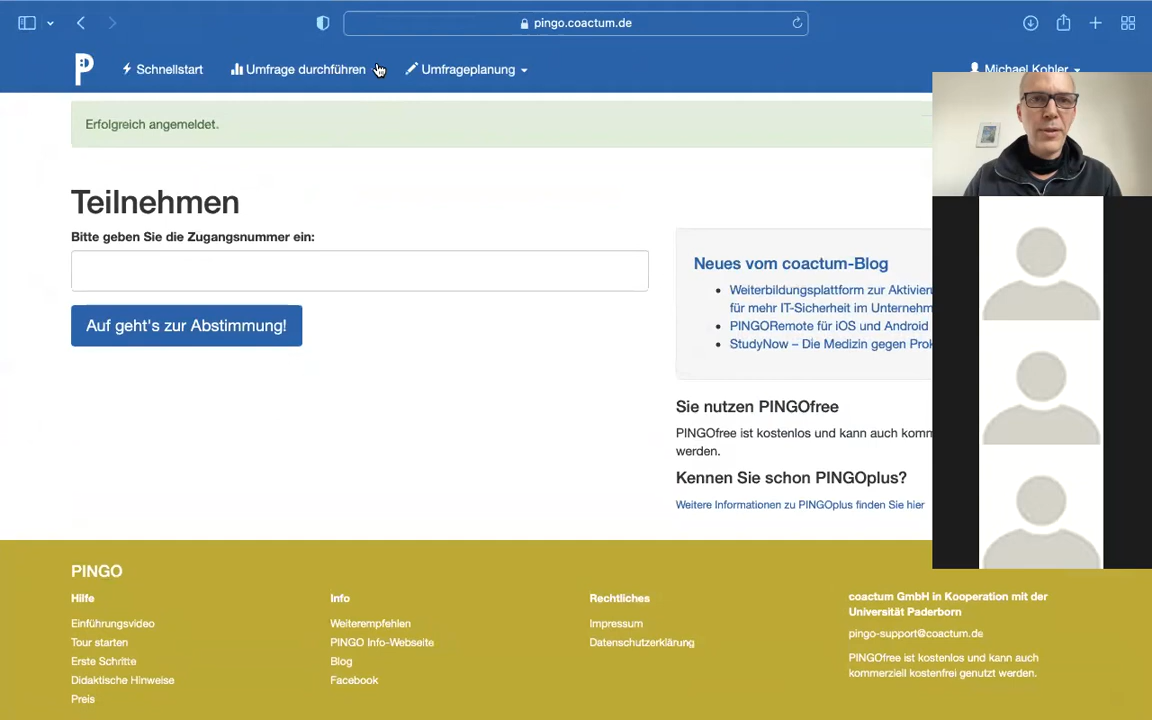 pingo.coactum.de
P Schnellstart Umfrage durchführen Umfrageplanung Michael Kohler
Erfolgreich angemeldet.
Teilnehmen
Bitte geben Sie die Zugangsnummer ein:
Auf geht's zur Abstimmung!
Neues vom coactum-Blog
Weiterbildungsplattform zur Aktivien
für mehr IT-Sicherheit im Unternehm
PINGORemote für iOS und Android
StudyNow – Die Medizin gegen Prok
Sie nutzen PINGOfree
PINGOfree ist kostenlos und kann auch komm
werden.
Kennen Sie schon PINGOplus?
Weitere Informationen zu PINGOplus finden Sie hier
PINGO
Hilfe
Einführungsvideo
Tour starten
Erste Schritte
Didaktische Hinweise
Preis
Info
Weiterempfehlen
PINGO Info-Webseite
Blog
Facebook
Rechtliches
Impressum
Datenschutzerklärung
coactum GmbH in Kooperation mit der
Universität Paderborn
pingo-support@coactum.de
PINGOfree ist kostenlos und kann auch
kommerziell kostenfrei genutzt werden.